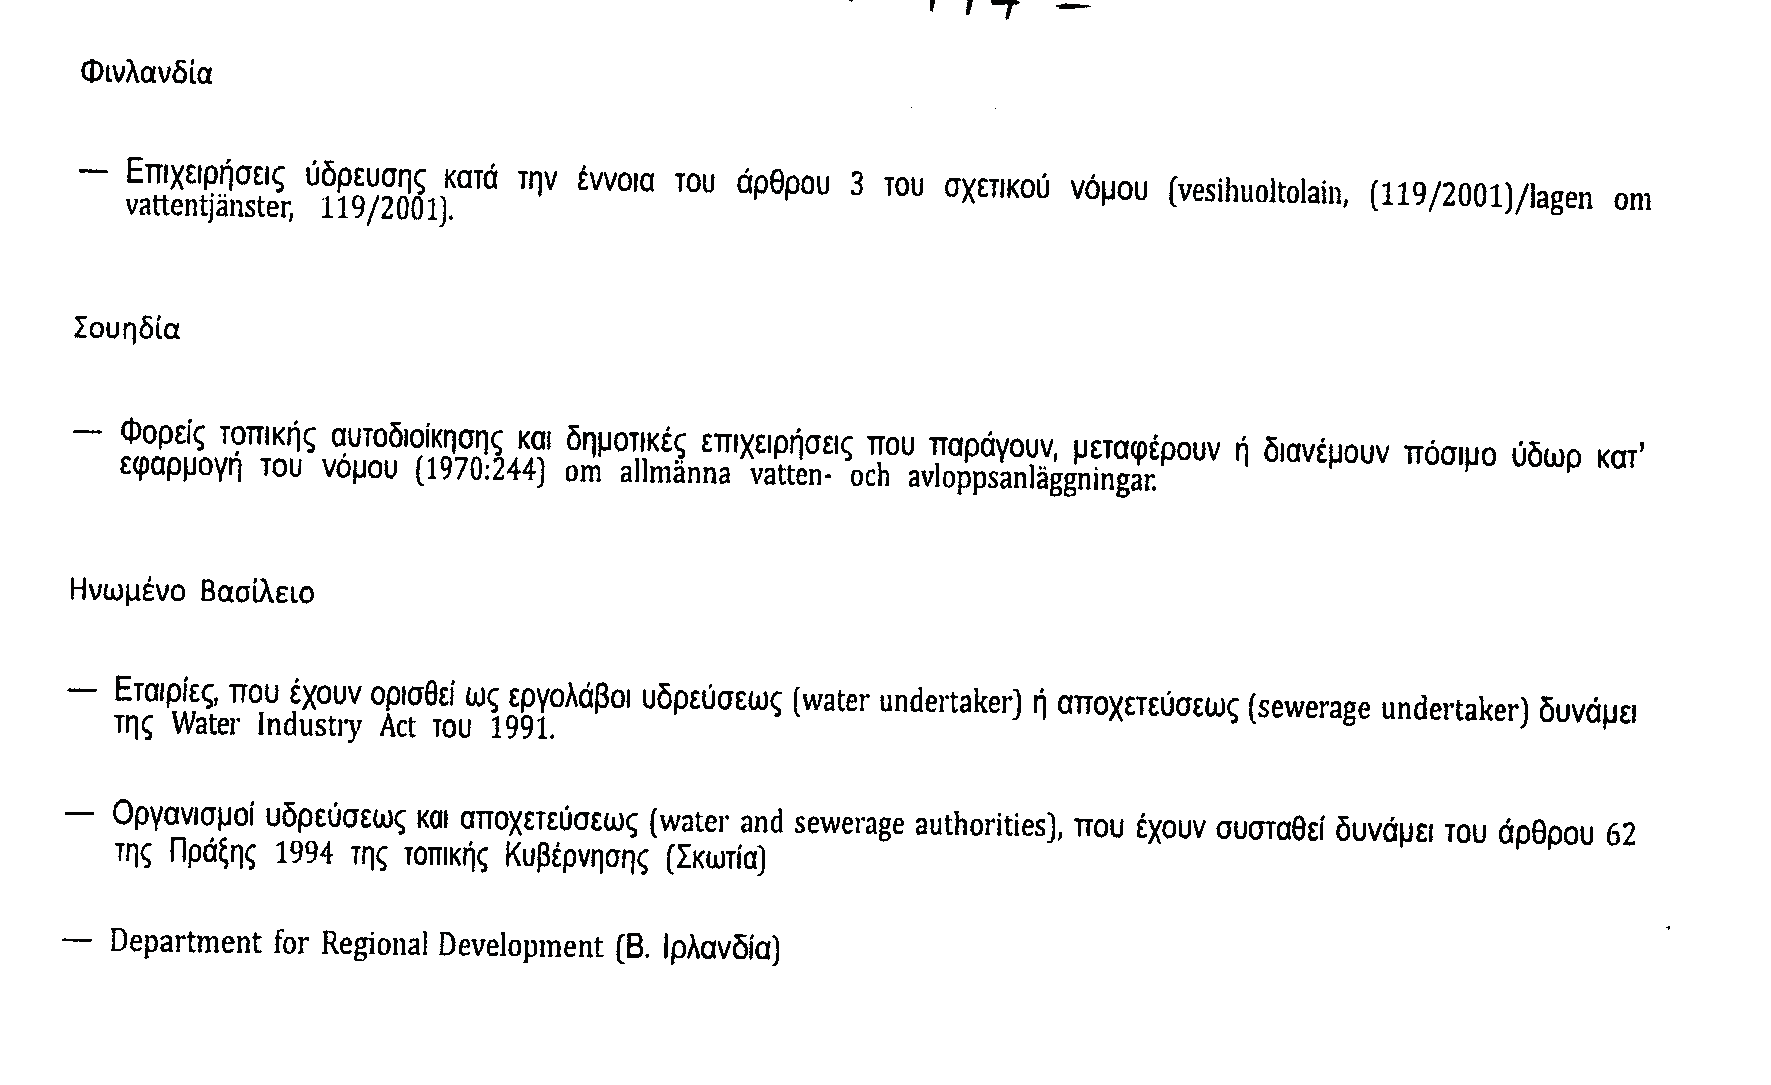 Φινλανδία
— Επιχειρήσεις ύδρευσης κατά την έννοια του άρθρου 3 του σχετικού νόμου (vesihuoltolain, (119/2001)/lagen om
vattentjänster, 119/2001).
Σουηδία
— Φορείς τοπικής αυτοδιοίκησης και δημοτικές επιχειρήσεις που παράγουν, μεταφέρουν ή διανέμουν πόσιμο ύδωρ κατ'
εφαρμογή του νόμου (1970:244) om allmänna vatten- och avloppsanläggningar.
Ηνωμένο Βασίλειο
— Εταιρίες, που έχουν ορισθεί ως εργολάβοι υδρεύσεως (water undertaker) ή αποχετεύσεως (sewerage undertaker) δυνάμει
της Water Industry Act του 1991.
— Οργανισμοί υδρεύσεως και αποχετεύσεως (water and sewerage authorities), που έχουν συσταθεί δυνάμει του άρθρου 62
της Πράξης 1994 της τοπικής Κυβέρνησης (Σκωτία)
— Department for Regional Development (Β. Ιρλανδία)